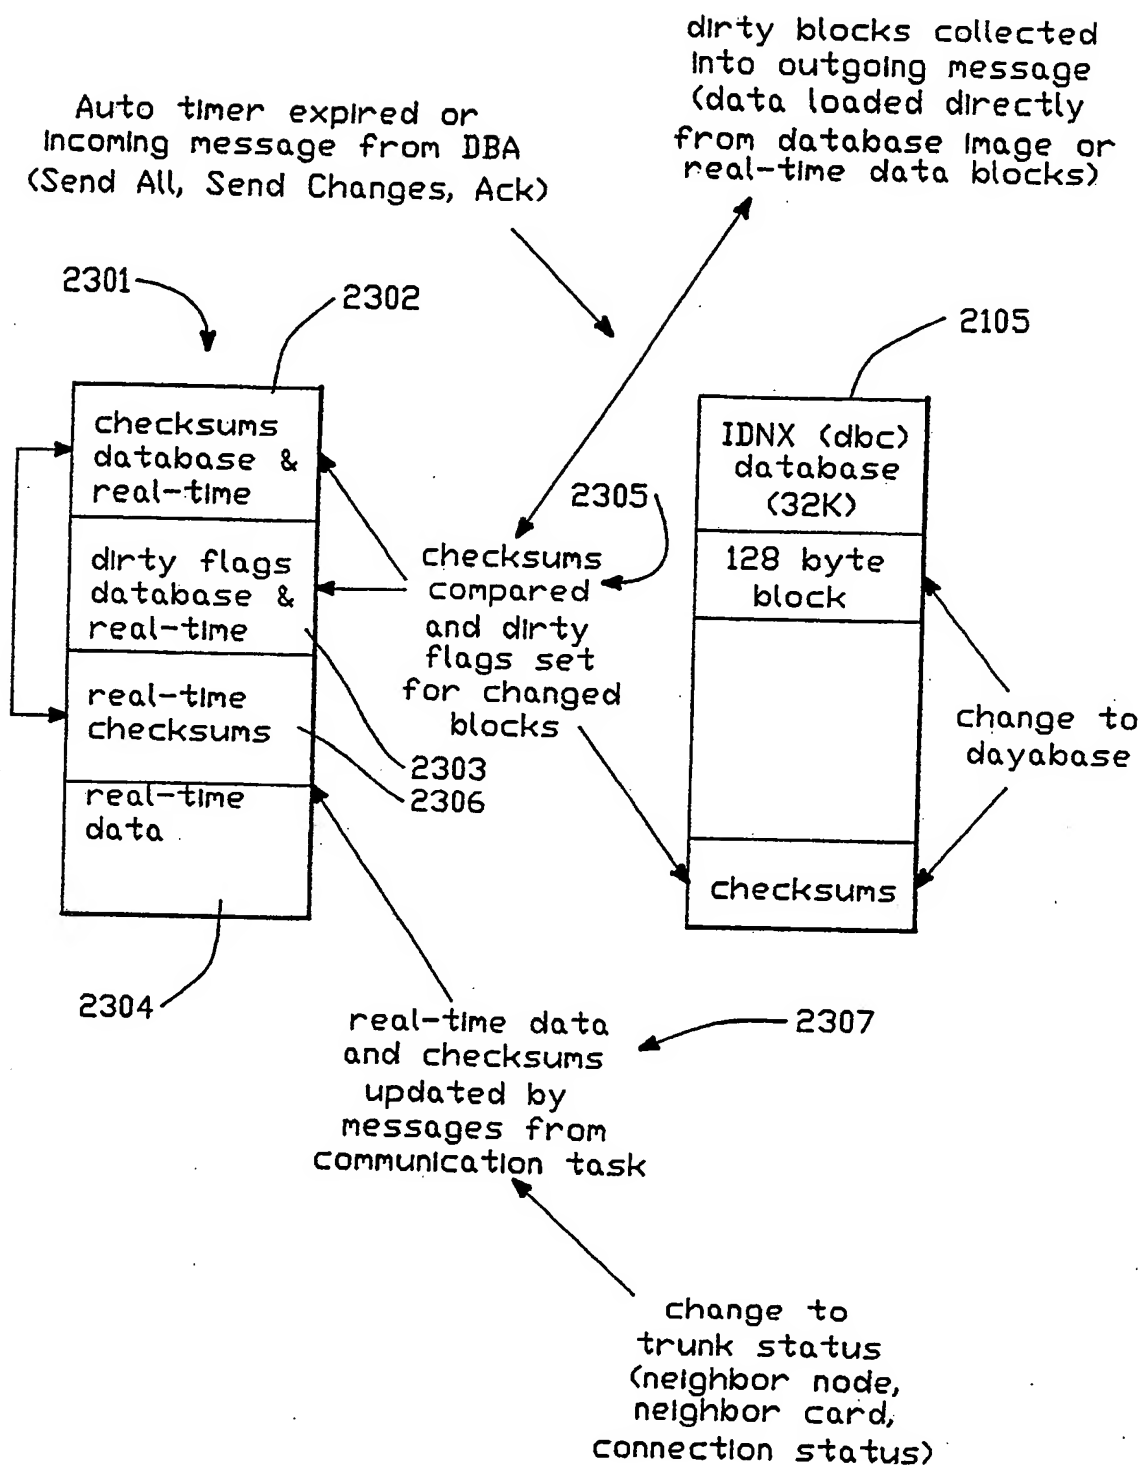 dirty blocks collected
into outgoing message
(data loaded directly
from database image or
real-time data blocks)
Auto timer expired or
incoming message from DBA
(Send All, Send Changes, Ack)
2301
2302
2105
checksums
database &
real-time
dirty flags
database &
real-time
real-time
checksums
real-time
data
2305
checksums
compared
and dirty
flags set
for changed
blocks
IDNX (dbc)
database
(32K)
128 byte
block
checksums
change to
dayabase
2303
2306
2304
real-time data
and checksums
updated by
messages from
communication task
2307
change to
trunk status
(neighbor node,
neighbor card,
connection status)